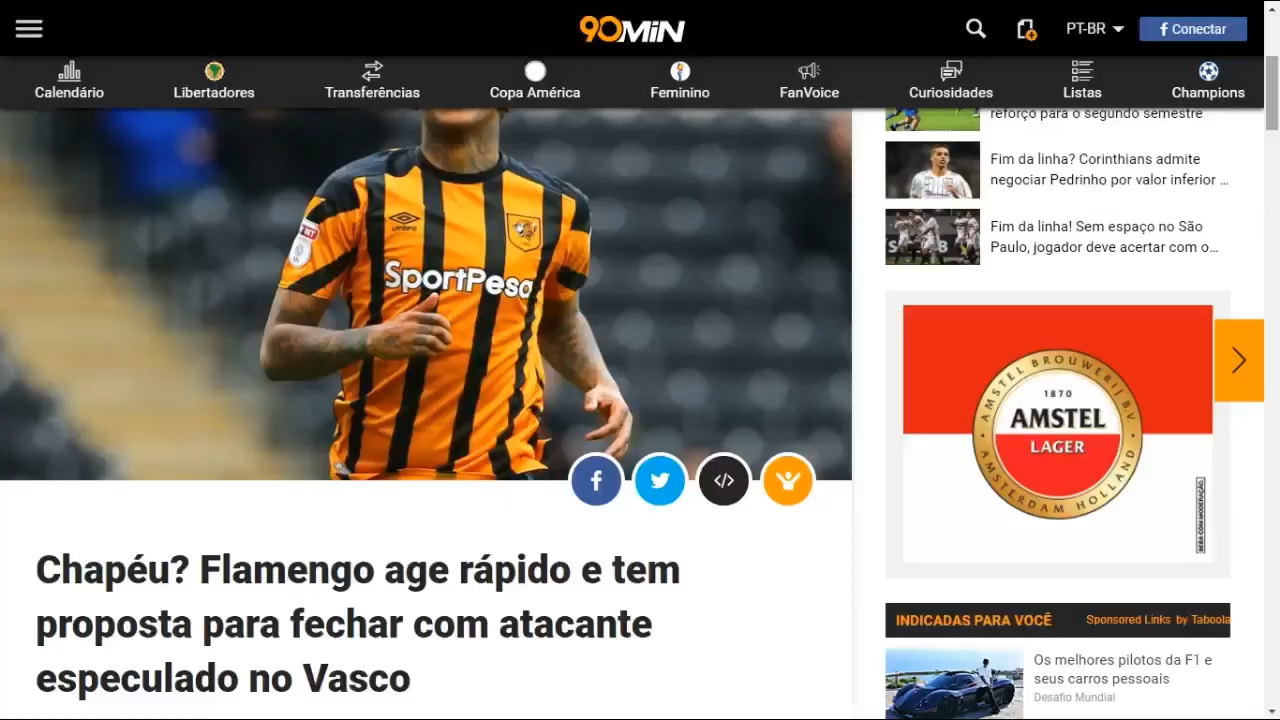 90MiN
PT-BR
f Conectar
Calendário
Libertadores
Transferências
Copa América
Feminino
FanVoice
Curiosidades
Listas
Champions
UMBRO
SportPesa
Chapéu? Flamengo age rápido e tem
proposta para fechar com atacante
especulado no Vasco
reforço para o segundo semestre
Fim da linha? Corinthians admite
negociar Pedrinho por valor inferior ...
Fim da linha! Sem espaço no São
Paulo, jogador deve acertar com o...
AMSTEL BROUWERIJ B.V.
1870
AMSTEL
LAGER
AMSTERDAM HOLLAND
BEBA COM MODERAÇÃO.
INDICADAS PARA VOCÊ
Sponsored Links by Taboola
Os melhores pilotos da F1 e
seus carros pessoais
Desafio Mundial